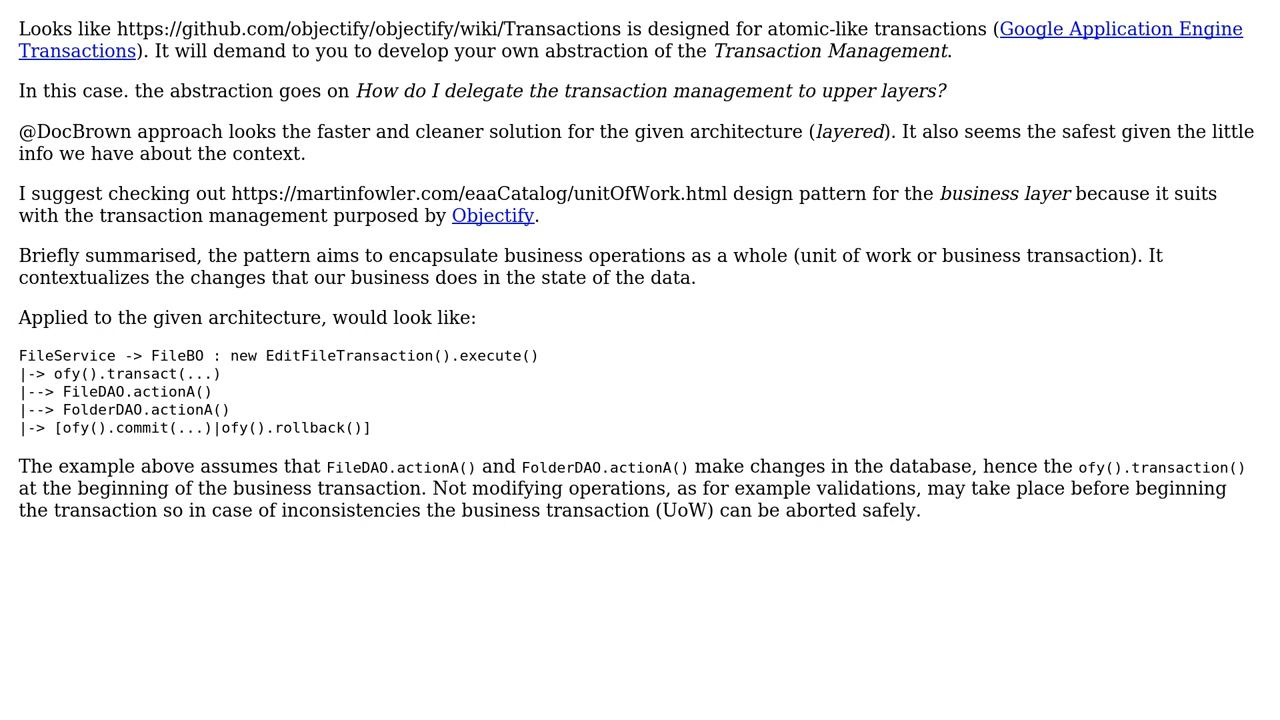 Looks like https://github.com/objectify/objectify/wiki/Transactions is designed for atomic-like transactions (Google Application Engine
Transactions). It will demand to you to develop your own abstraction of the Transaction Management.
In this case. the abstraction goes on How do I delegate the transaction management to upper layers?
@DocBrown approach looks the faster and cleaner solution for the given architecture (layered). It also seems the safest given the little
info we have about the context.
I suggest checking out https://martinfowler.com/eaaCatalog/unitOfWork.html design pattern for the business layer because it suits
with the transaction management purposed by Objectify.
Briefly summarised, the pattern aims to encapsulate business operations as a whole (unit of work or business transaction). It
contextualizes the changes that our business does in the state of the data.
Applied to the given architecture, would look like:
FileService -> FileBO : new EditFileTransaction().execute()
|-> ofy().transact(...)
|--> FileDAO.actionA()
|--> FolderDAO.actionA()
|-> [ofy().commit(...)|ofy().rollback()]
The example above assumes that FileDAO.actionA() and FolderDAO.actionA() make changes in the database, hence the ofy().transaction()
at the beginning of the business transaction. Not modifying operations, as for example validations, may take place before beginning
the transaction so in case of inconsistencies the business transaction (UoW) can be aborted safely.